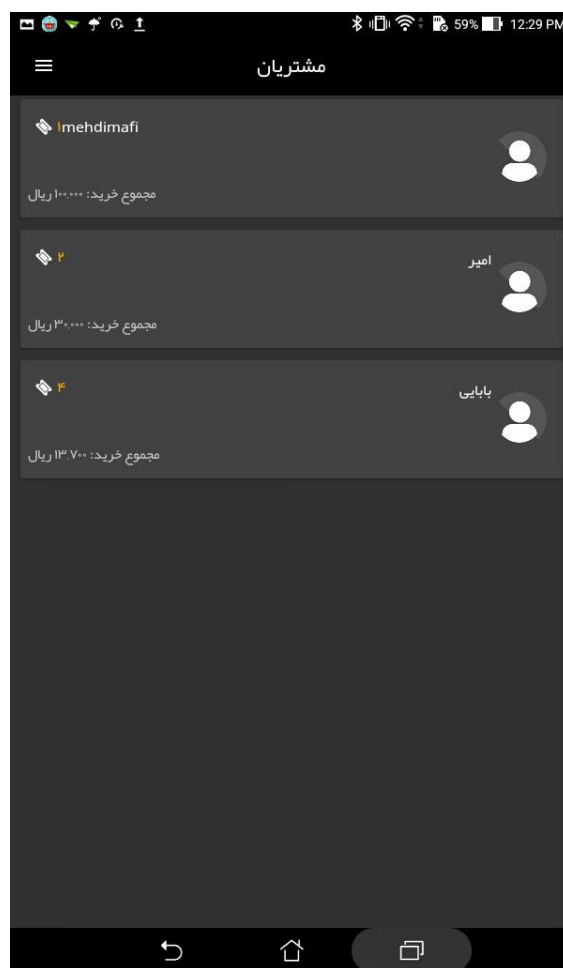 59% 12:29 PM
مشتریان
۱mehdimafi
مجموع خرید: ۱۰۰,۰۰۰ ریال
امیر ۲
مجموع خرید: ۳۰,۰۰۰ ریال
بابایی ۴
مجموع خرید: ۱۳,۷۰۰ ریال